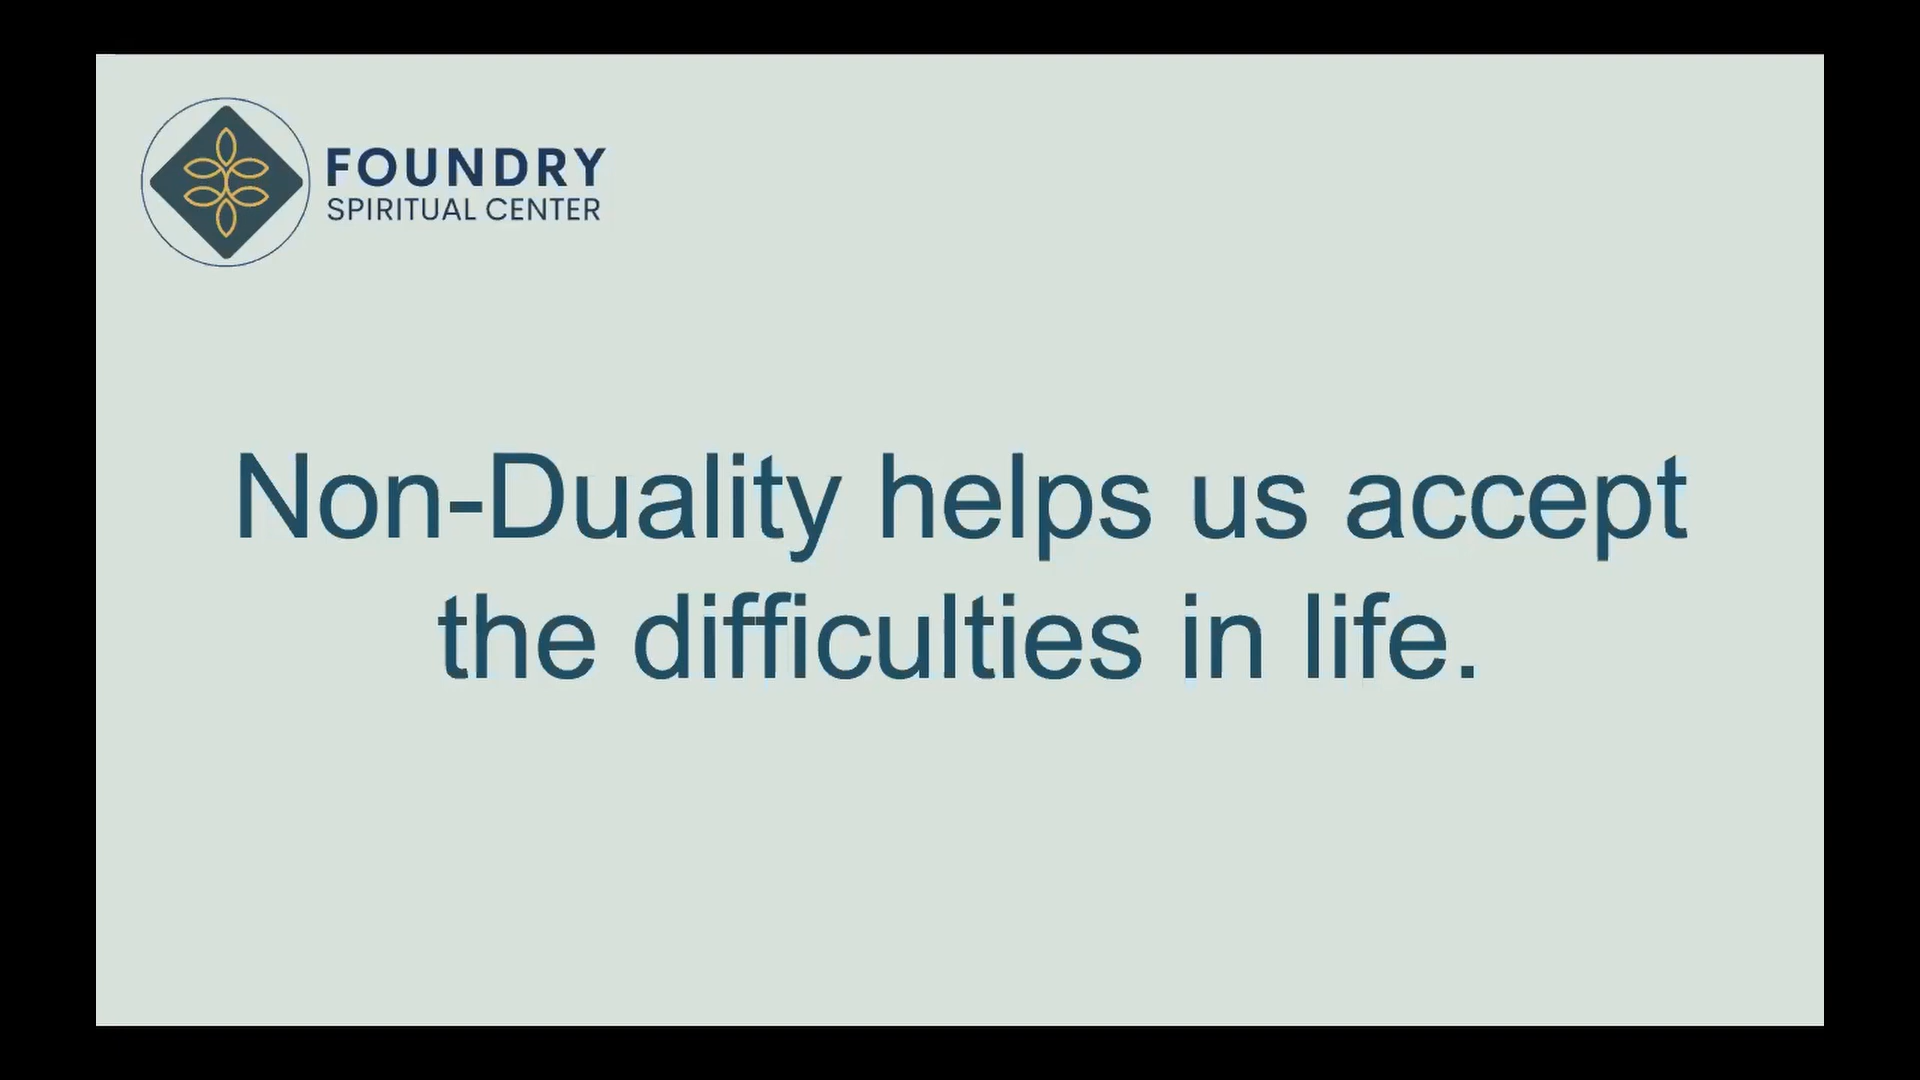 FOUNDRY
SPIRITUAL CENTER
Non-Duality helps us accept
the difficulties in life.